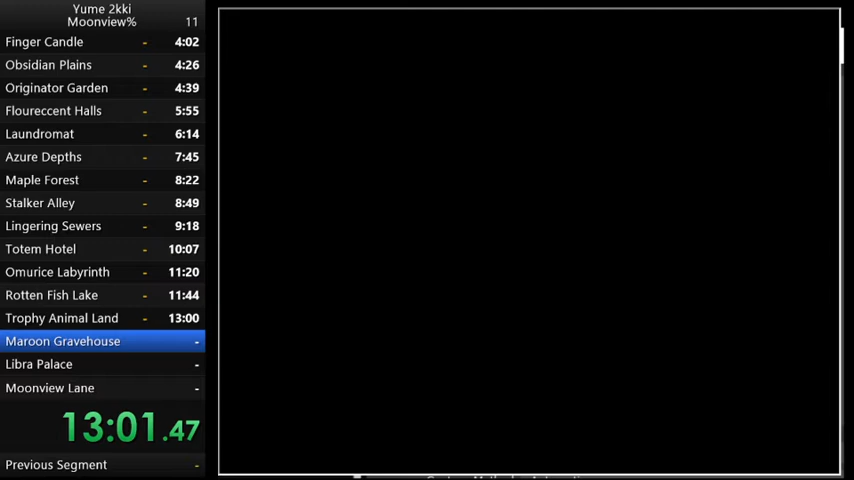 Yume 2kki
Moonview% 11
Finger Candle - 4:02
Obsidian Plains - 4:26
Originator Garden - 4:39
Floureccent Halls - 5:55
Laundromat - 6:14
Azure Depths - 7:45
Maple Forest - 8:22
Stalker Alley - 8:49
Lingering Sewers - 9:18
Totem Hotel - 10:07
Omurice Labyrinth - 11:20
Rotten Fish Lake - 11:44
Trophy Animal Land - 13:00
Maroon Gravehouse -
Libra Palace -
Moonview Lane -
13:01.47
Previous Segment -